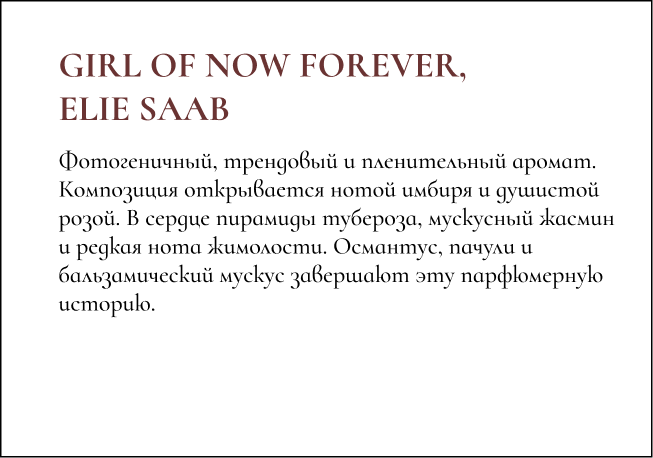 GIRL OF NOW FOREVER,
ELIE SAAB
Фотогеничный, трендовый и пленительный аромат.
Композиция открывается нотой имбиря и душистой
розой. В сердце пирамиды тубероза, мускусный жасмин
и редкая нота жимолости. Османтус, пачули и
бальзамический мускус завершают эту парфюмерную
историю.